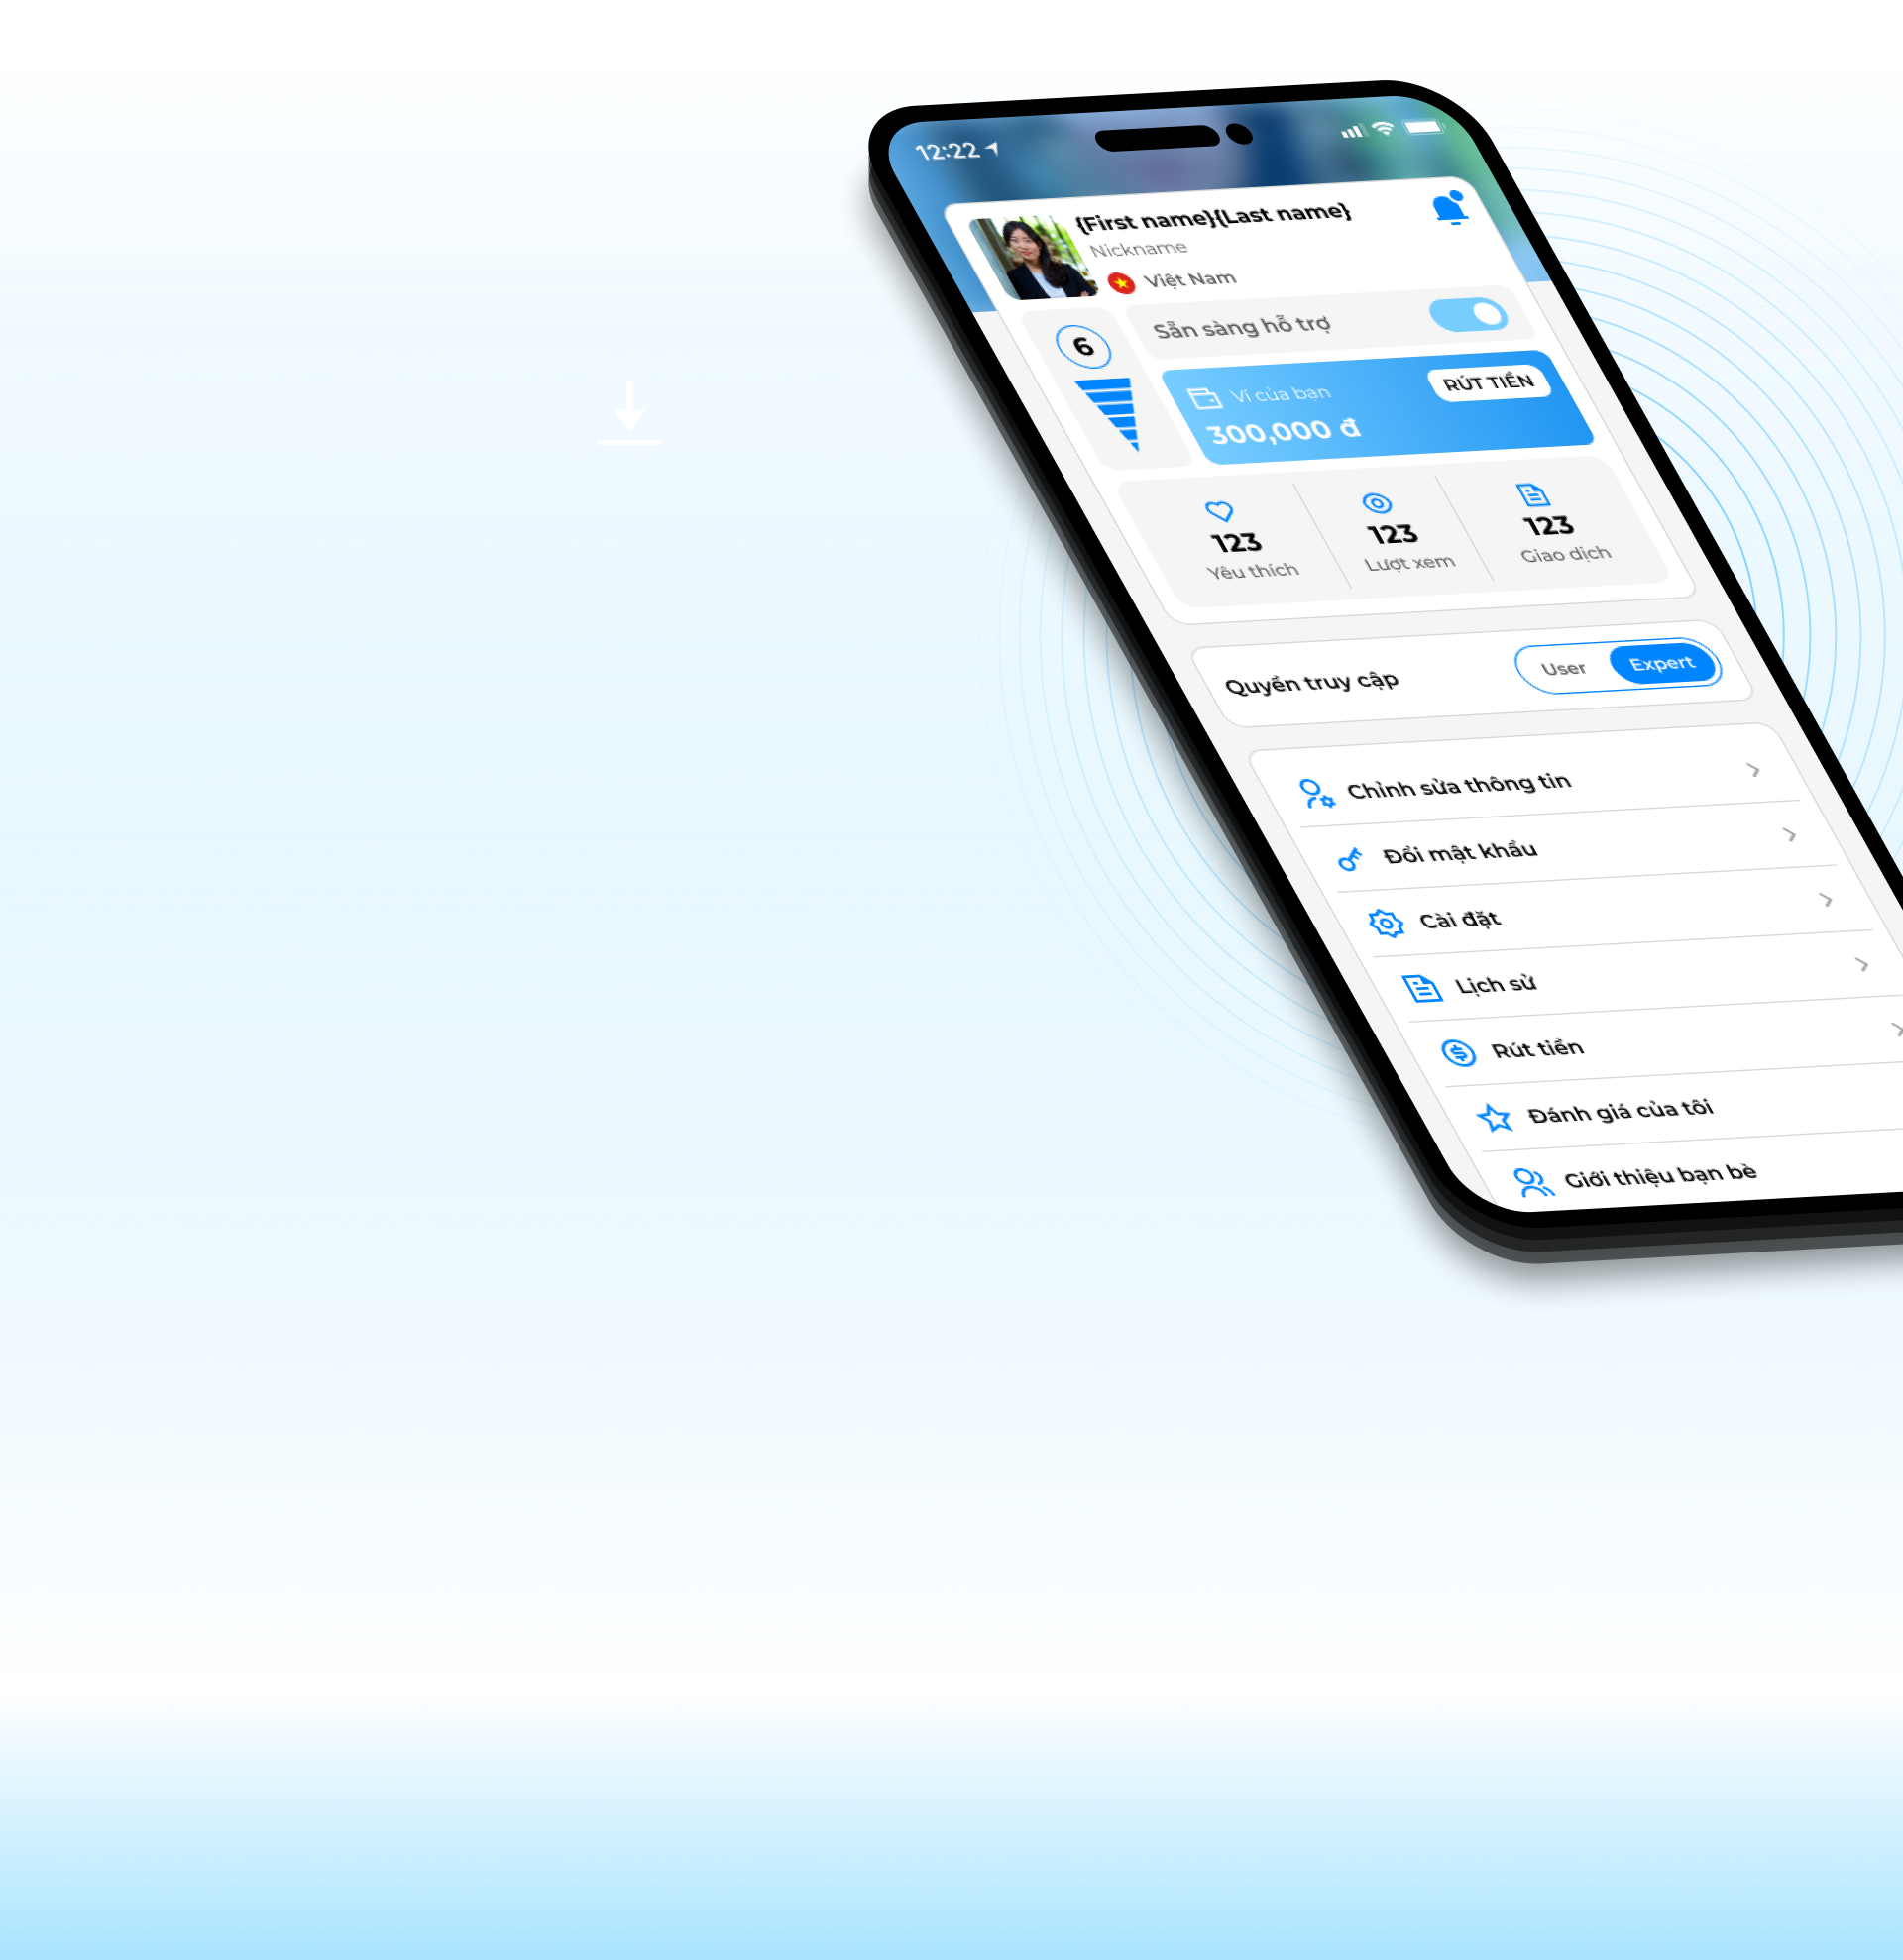 12:22
{First name}{Last name}
Nickname
Việt Nam
6
Sẵn sàng hỗ trợ
Ví của bạn
RÚT TIỀN
300,000 đ
123
Yêu thích
123
Lượt xem
123
Giao dịch
Quyền truy cập
User
Expert
Chỉnh sửa thông tin
Đổi mật khẩu
Cài đặt
Lịch sử
Rút tiền
Đánh giá của tôi
Giới thiệu bạn bè